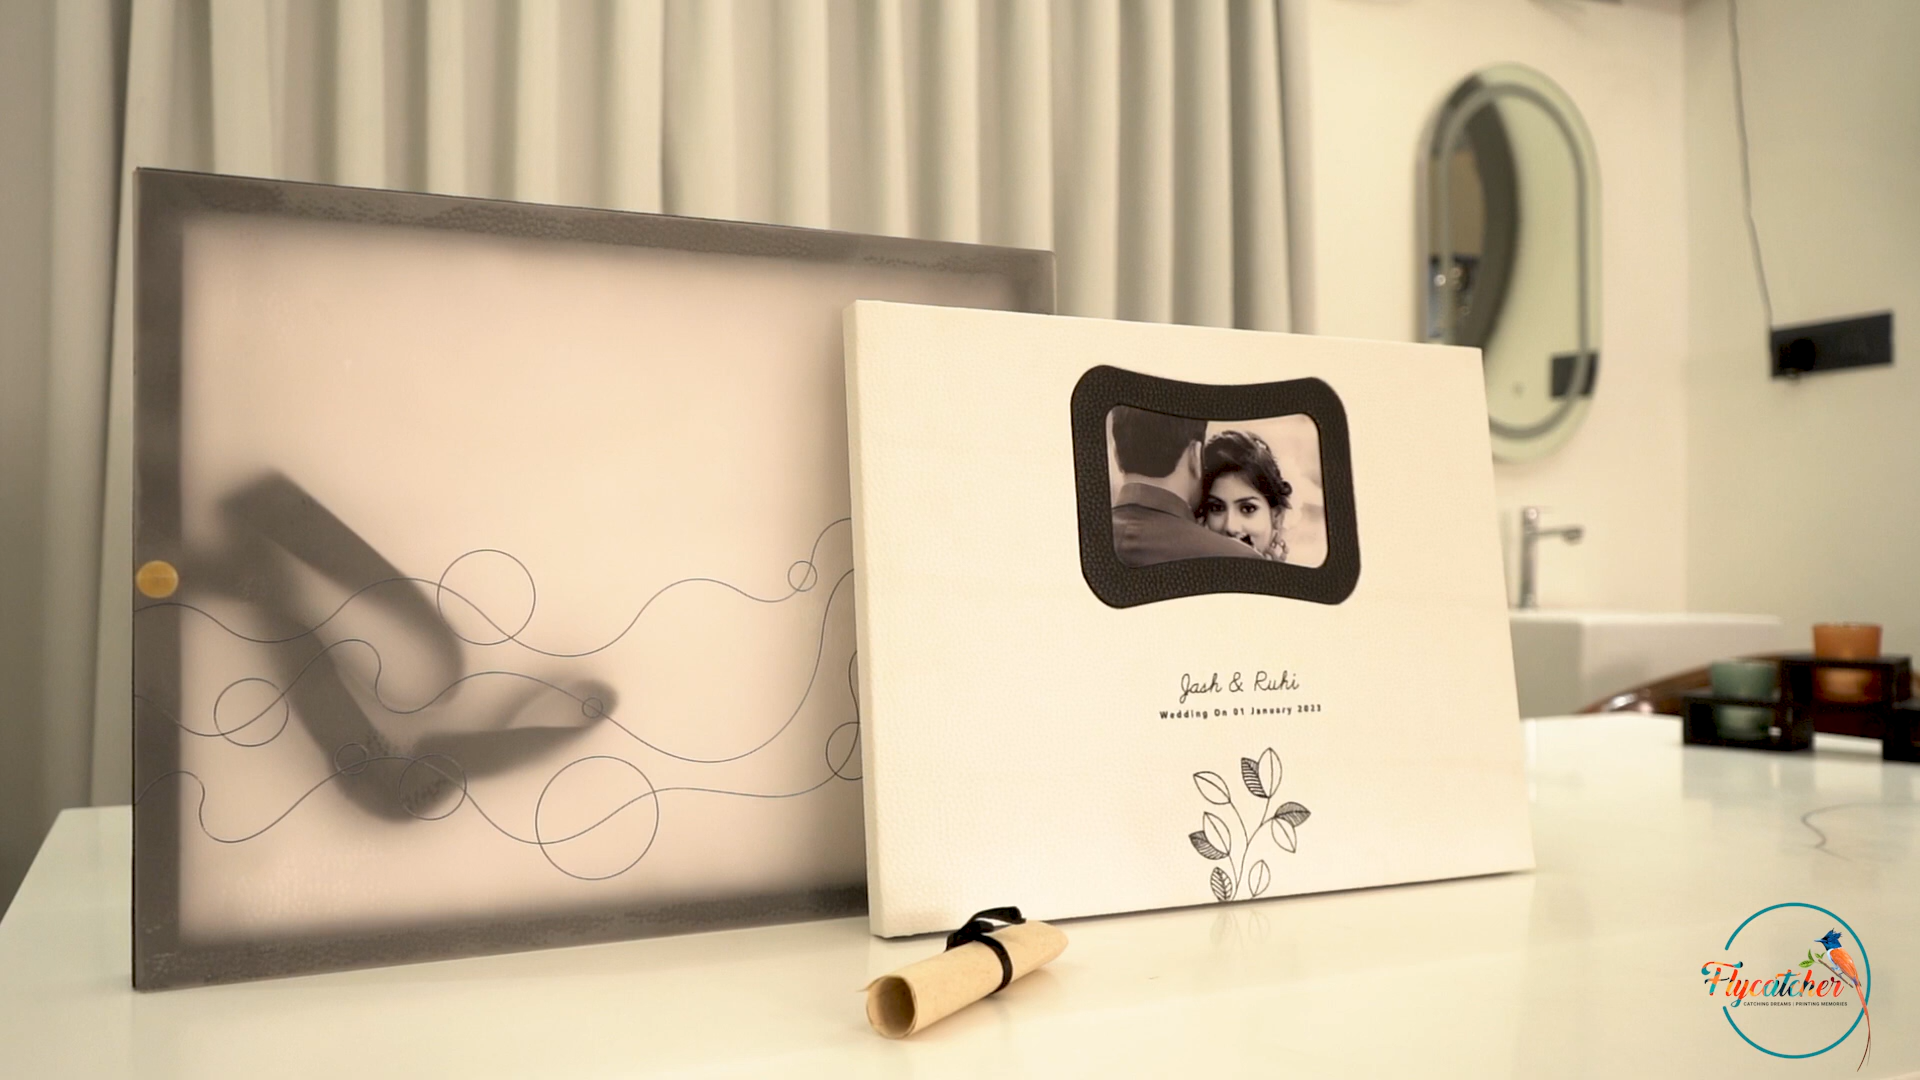 Jash & Ruhi
Wedding On 01 January 2023
Flycatcher
CATCHING DREAMS | PRINTING MEMORIES